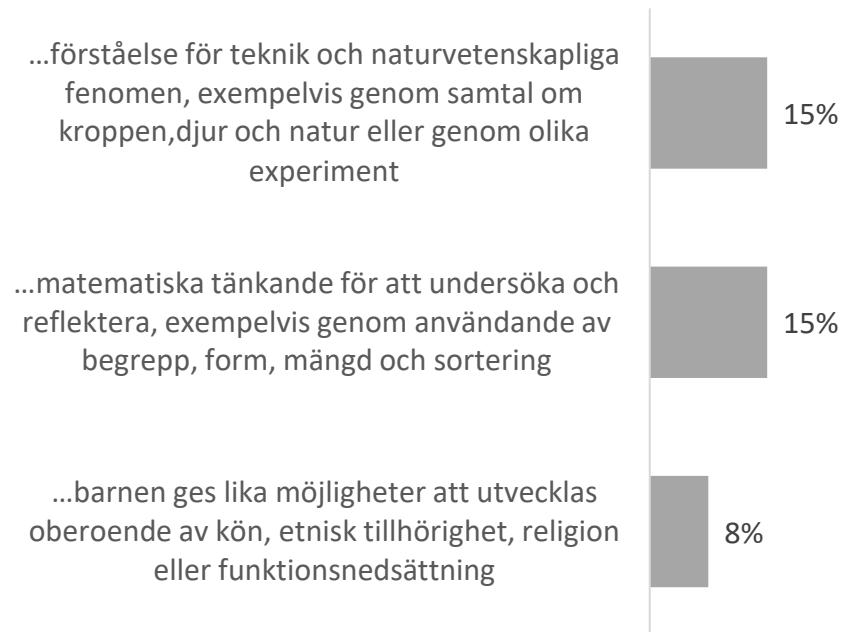 …förståelse för teknik och naturvetenskapliga
fenomen, exempelvis genom samtal om
kroppen,djur och natur eller genom olika
experiment
15%
…matematiska tänkande för att undersöka och
reflektera, exempelvis genom användande av
begrepp, form, mängd och sortering
15%
…barnen ges lika möjligheter att utvecklas
oberoende av kön, etnisk tillhörighet, religion
eller funktionsnedsättning
8%